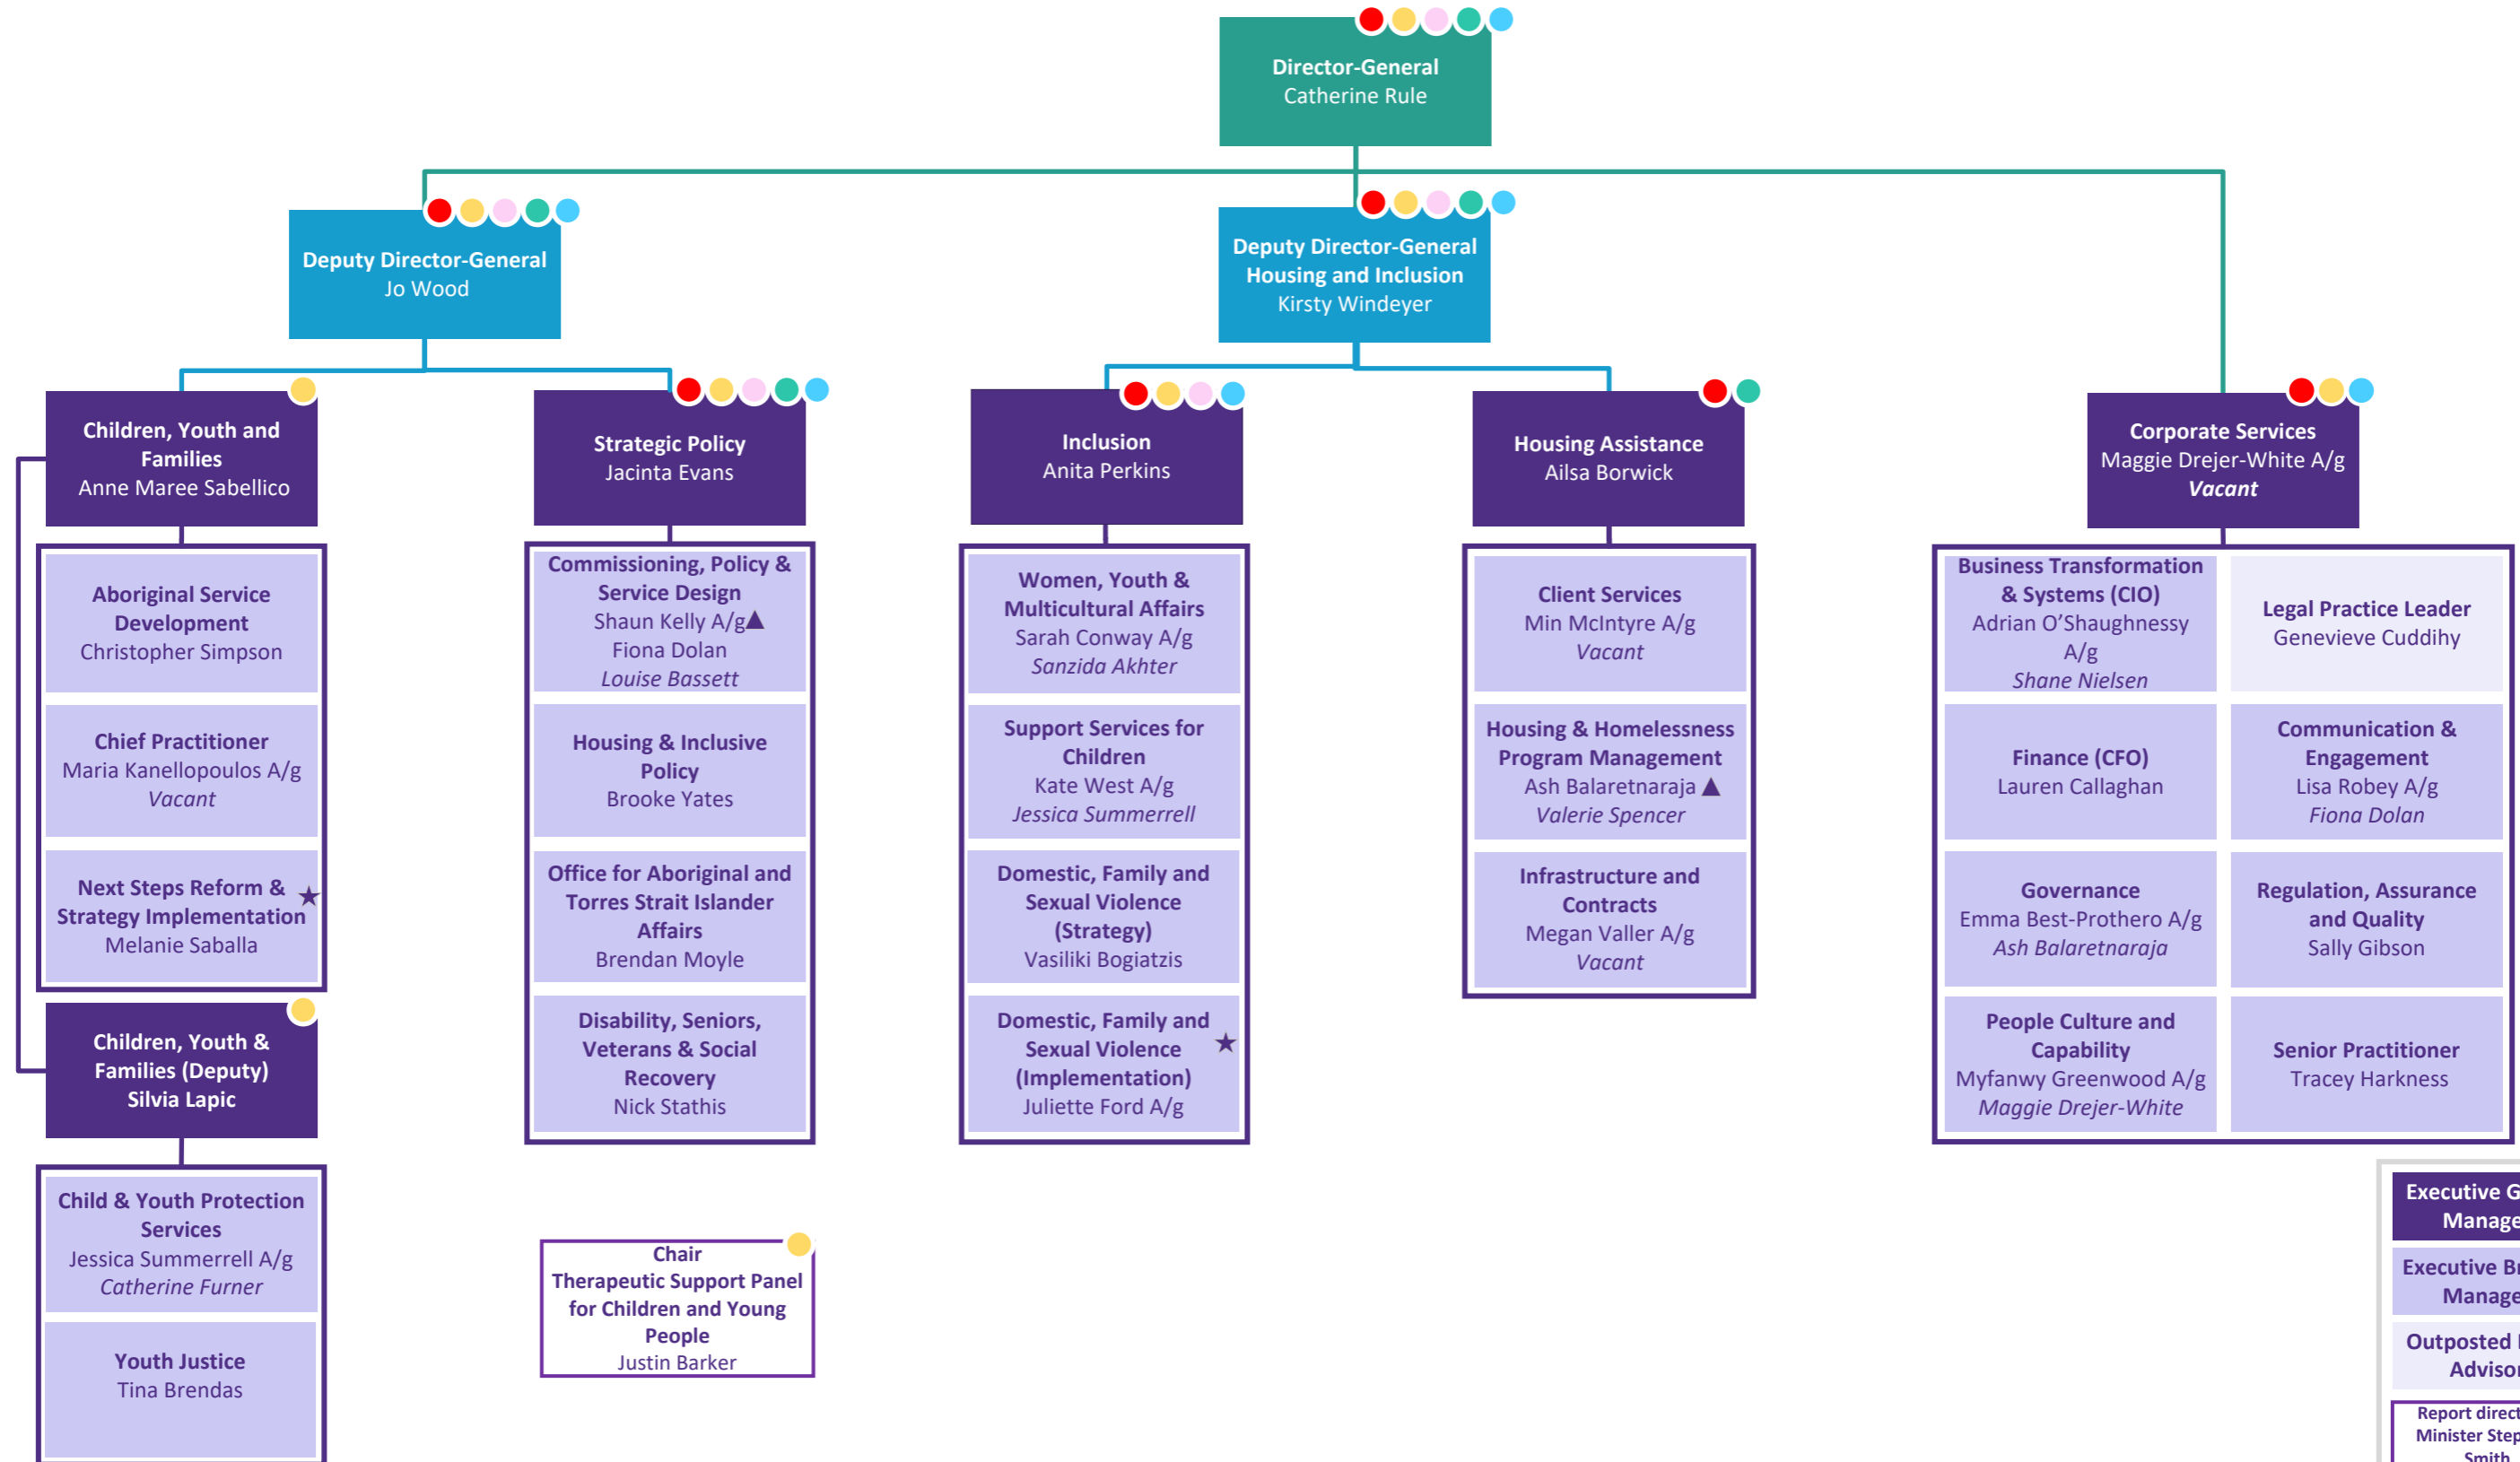 Director-General
Catherine Rule
Deputy Director-General
Jo Wood
Deputy Director-General
Housing and Inclusion
Kirsty Windeyer
Children, Youth and
Families
Anne Maree Sabellico
Strategic Policy
Jacinta Evans
Inclusion
Anita Perkins
Housing Assistance
Ailsa Borwick
Corporate Services
Maggie Drejer-White A/g
Vacant
Aboriginal Service
Development
Christopher Simpson
Chief Practitioner
Maria Kanellopoulos A/g
Vacant
Next Steps Reform &
Strategy Implementation
Melanie Saballa
Children, Youth &
Families (Deputy)
Silvia Lapic
Child & Youth Protection
Services
Jessica Summerrell A/g
Catherine Furner
Youth Justice
Tina Brendas
Commissioning, Policy &
Service Design
Shaun Kelly A/g
Fiona Dolan
Louise Bassett
Housing & Inclusive
Policy
Brooke Yates
Office for Aboriginal and
Torres Strait Islander
Affairs
Brendan Moyle
Disability, Seniors,
Veterans & Social
Recovery
Nick Stathis
Chair
Therapeutic Support Panel
for Children and Young
People
Justin Barker
Women, Youth &
Multicultural Affairs
Sarah Conway A/g
Sanzida Akhter
Support Services for
Children
Kate West A/g
Jessica Summerrell
Domestic, Family and
Sexual Violence
(Strategy)
Vasiliki Bogiatzis
Domestic, Family and
Sexual Violence
(Implementation)
Juliette Ford A/g
Client Services
Min McIntyre A/g
Vacant
Housing & Homelessness
Program Management
Ash Balaretnaraja
Valerie Spencer
Infrastructure and
Contracts
Megan Valler A/g
Vacant
Business Transformation
& Systems (CIO)
Adrian O’Shaughnessy
A/g
Shane Nielsen
Legal Practice Leader
Genevieve Cuddihy
Finance (CFO)
Lauren Callaghan
Communication &
Engagement
Lisa Robey A/g
Fiona Dolan
Governance
Emma Best-Prothero A/g
Ash Balaretnaraja
Regulation, Assurance
and Quality
Sally Gibson
People Culture and
Capability
Myfanwy Greenwood A/g
Maggie Drejer-White
Senior Practitioner
Tracey Harkness
Executive
Executive
Outposted
Report
Minister
Smith